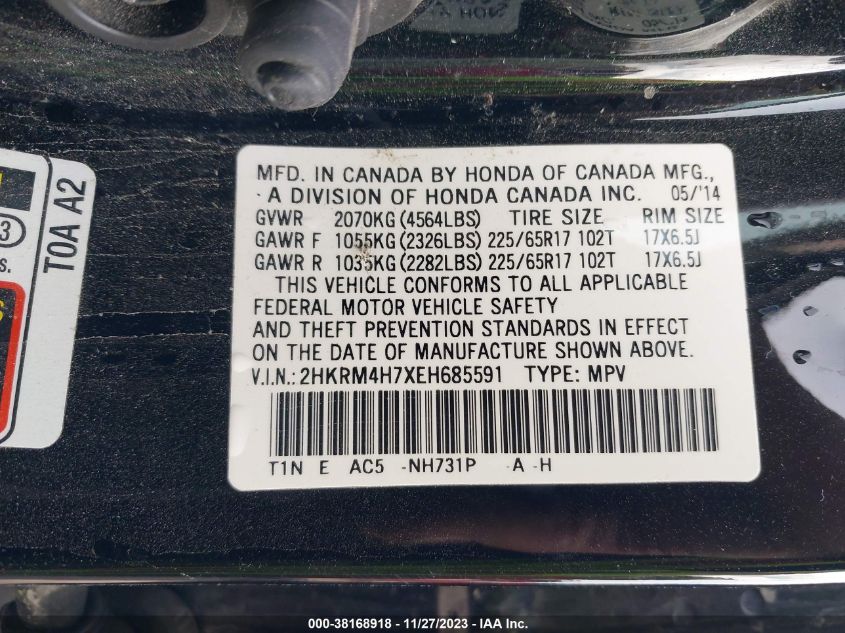 MFD. IN CANADA BY HONDA OF CANADA MFG.,
A DIVISION OF HONDA CANADA INC. 05/'14
GVWR 2070KG (4564LBS) TIRE SIZE RIM SIZE
GAWR F 1055KG (2326LBS) 225/65R17 102T 17X6.5J
GAWR R 1035KG (2282LBS) 225/65R17 102T 17X6.5J
THIS VEHICLE CONFORMS TO ALL APPLICABLE
FEDERAL MOTOR VEHICLE SAFETY
AND THEFT PREVENTION STANDARDS IN EFFECT
ON THE DATE OF MANUFACTURE SHOWN ABOVE.
V.I.N.: 2HKRM4H7XEH685591 TYPE: MPV
T1N E AC5 -NH731P -A -H
T0A A2
3
000-38168918 - 11/27/2023 - IAA Inc.